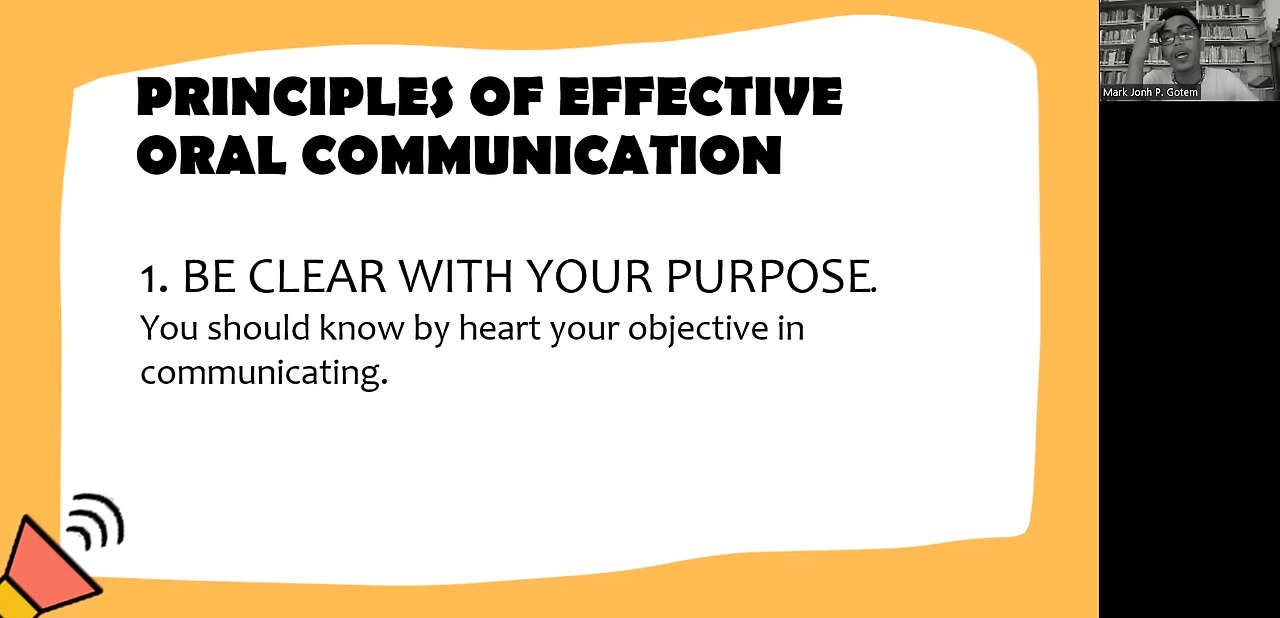 PRINCIPLES OF EFFECTIVE
ORAL COMMUNICATION
1. BE CLEAR WITH YOUR PURPOSE.
You should know by heart your objective in
communicating.
Mark Jonh P. Gotem